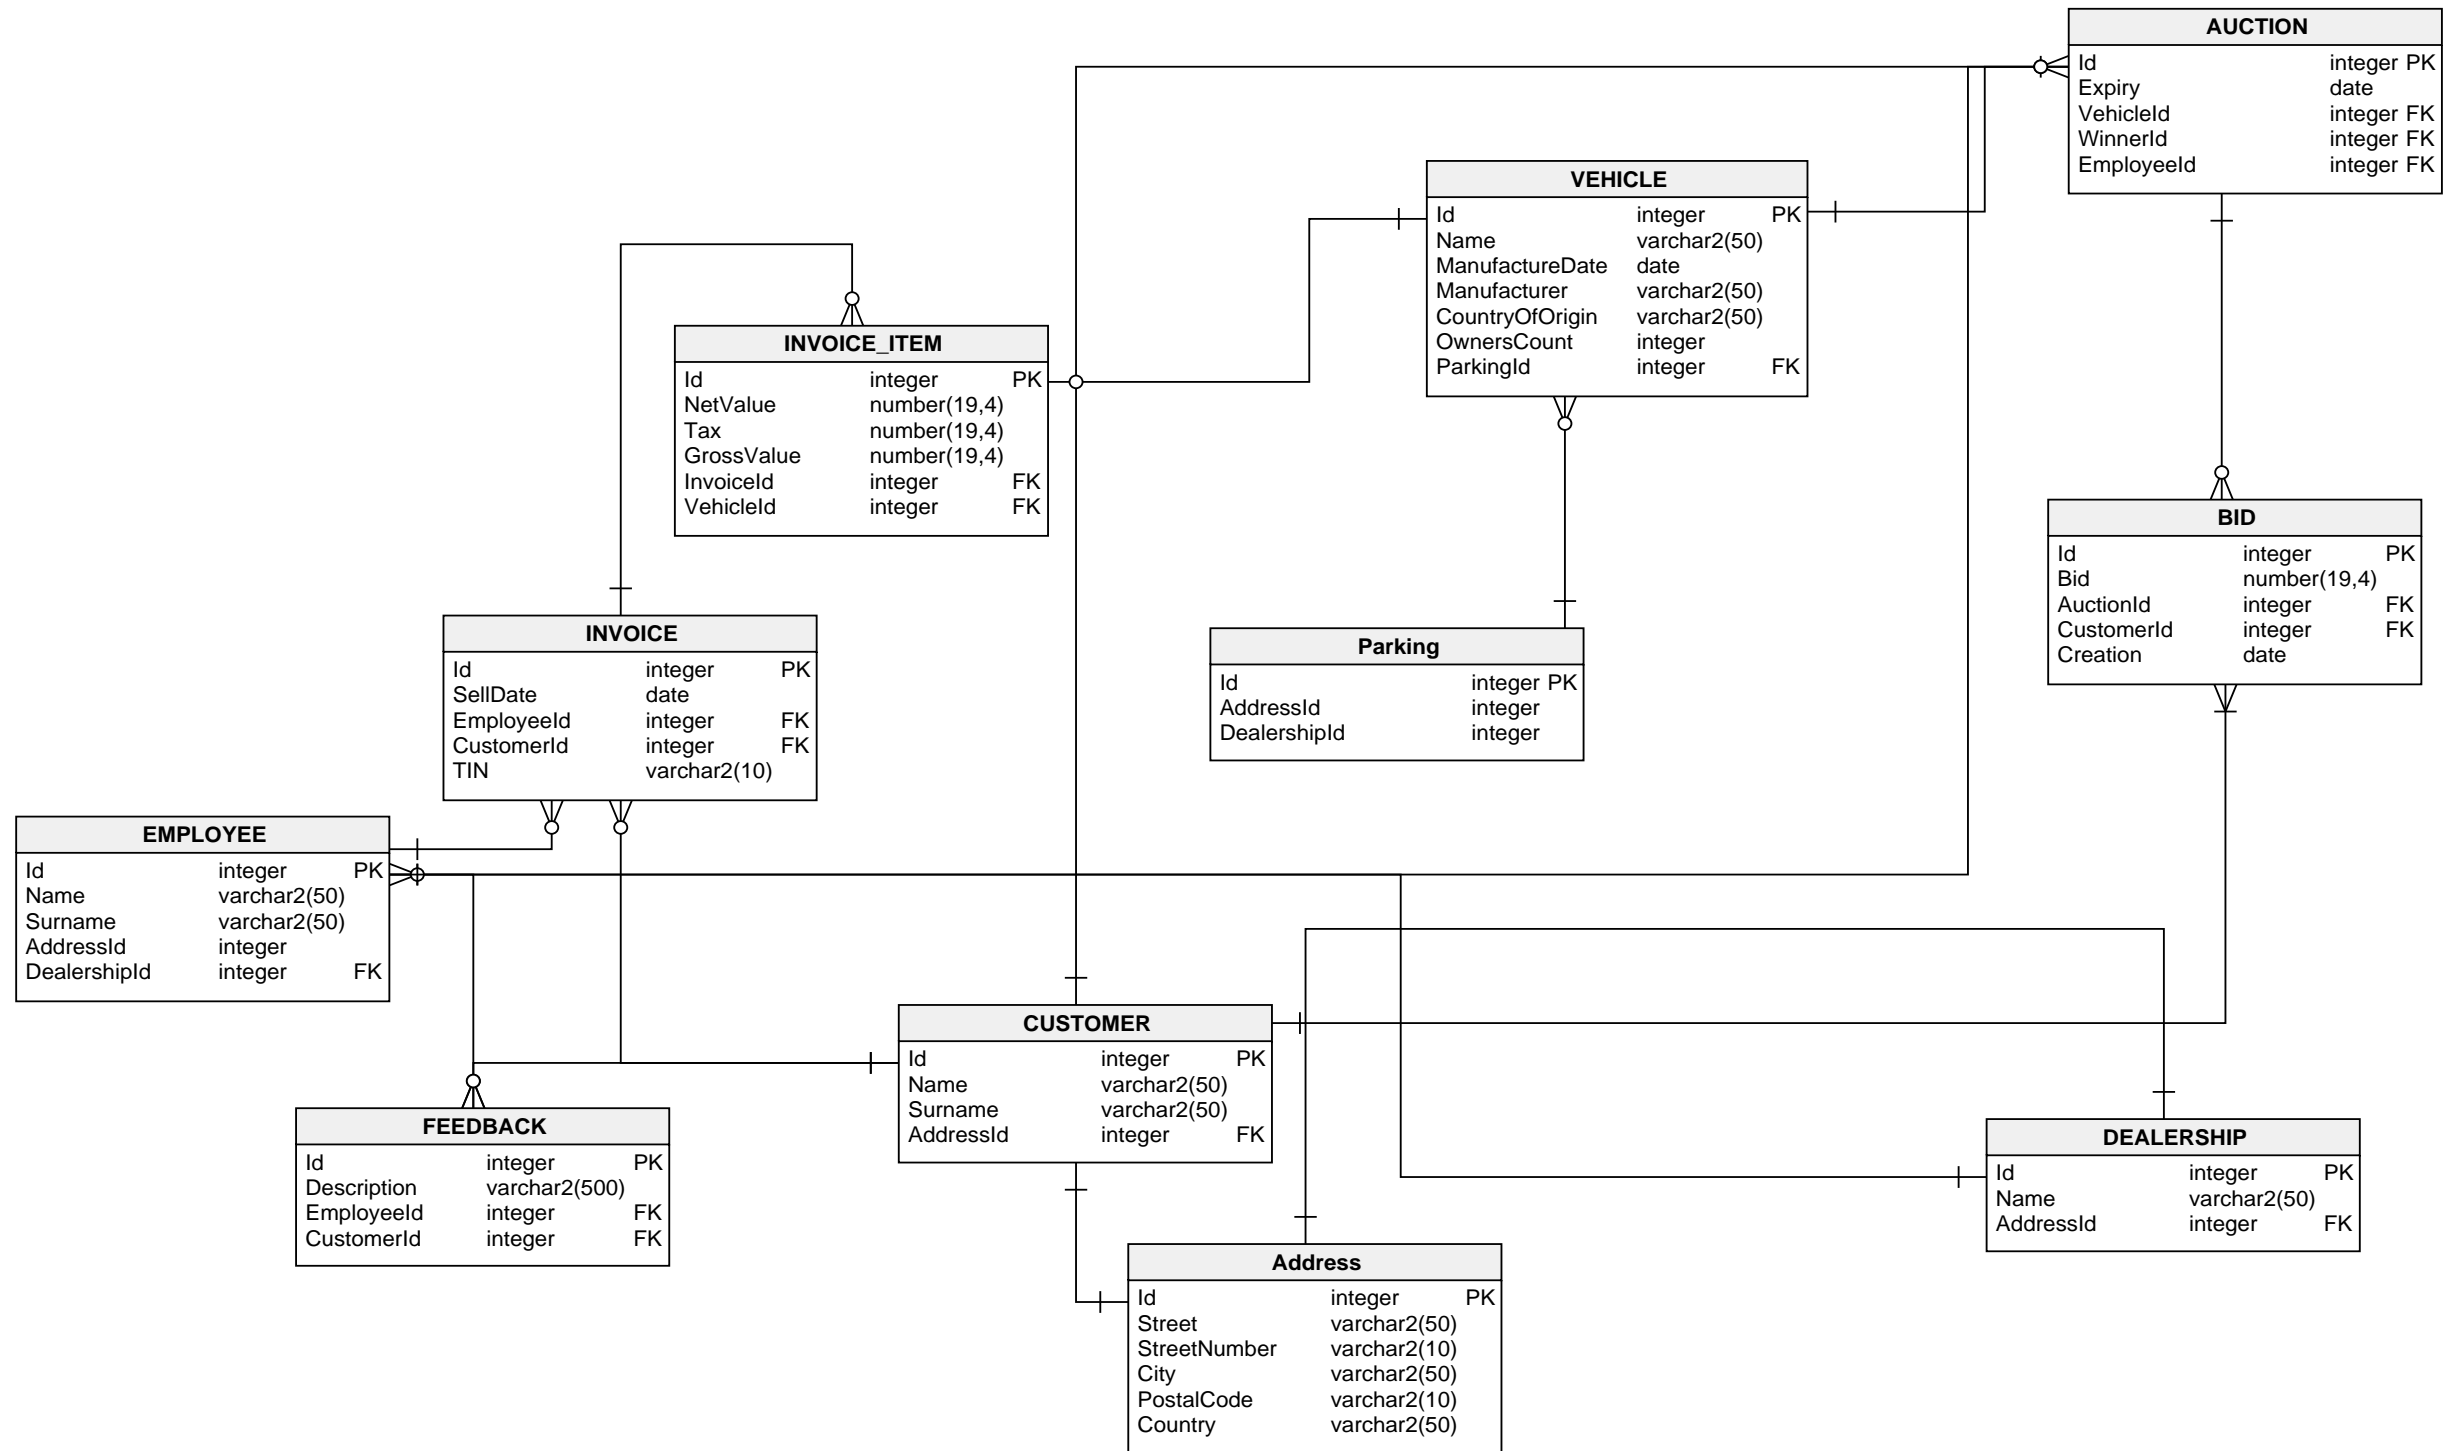 AUCTION
Id integer PK
Expiry date
VehicleId integer FK
WinnerId integer FK
EmployeeId integer FK
VEHICLE
Id integer PK
Name varchar2(50)
ManufactureDate date
Manufacturer varchar2(50)
CountryOfOrigin varchar2(50)
OwnersCount integer
ParkingId integer FK
INVOICE_ITEM
Id integer PK
NetValue number(19,4)
Tax number(19,4)
GrossValue number(19,4)
InvoiceId integer FK
VehicleId integer FK
BID
Id integer PK
Bid number(19,4)
AuctionId integer FK
CustomerId integer FK
Creation date
INVOICE
Id integer PK
SellDate date
EmployeeId integer FK
CustomerId integer FK
TIN varchar2(10)
Parking
Id integer PK
AddressId integer
DealershipId integer
EMPLOYEE
Id integer PK
Name varchar2(50)
Surname varchar2(50)
AddressId integer
DealershipId integer FK
CUSTOMER
Id integer PK
Name varchar2(50)
Surname varchar2(50)
AddressId integer FK
FEEDBACK
Id integer PK
Description varchar2(500)
EmployeeId integer FK
CustomerId integer FK
DEALERSHIP
Id integer PK
Name varchar2(50)
AddressId integer FK
Address
Id integer PK
Street varchar2(50)
StreetNumber varchar2(10)
City varchar2(50)
PostalCode varchar2(10)
Country varchar2(50)